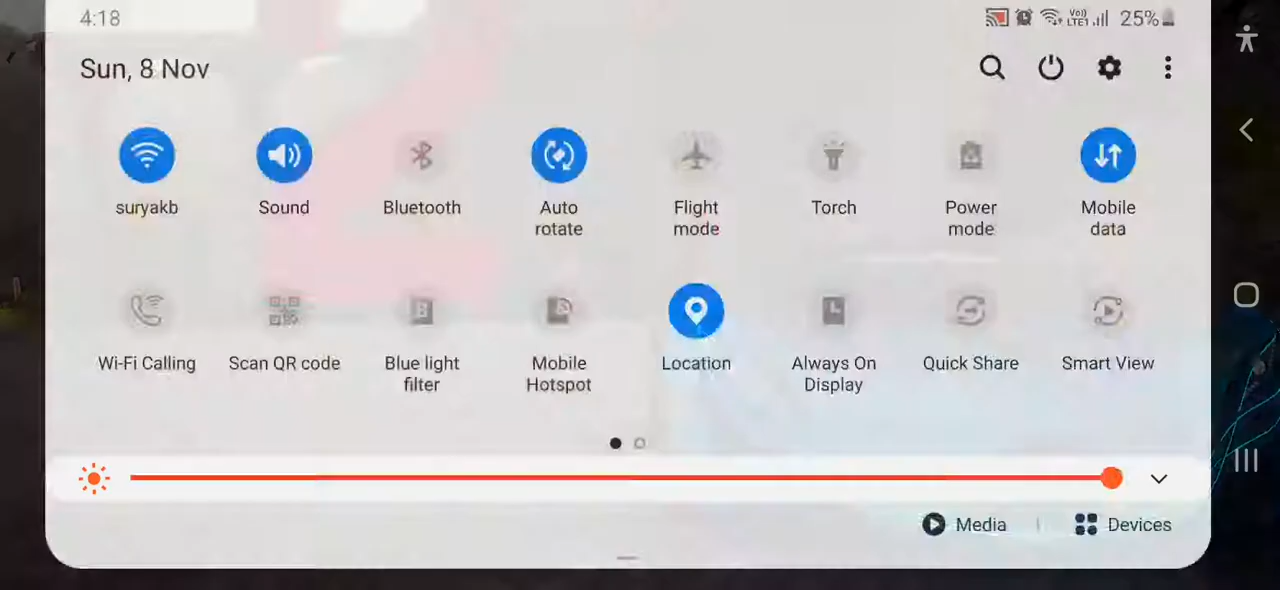 4:18
Vo)) LTE1 25%
Sun, 8 Nov
suryakb Sound Bluetooth Auto rotate Flight mode Torch Power mode Mobile data
Wi-Fi Calling Scan QR code Blue light filter Mobile Hotspot Location Always On Display Quick Share Smart View
Media | Devices